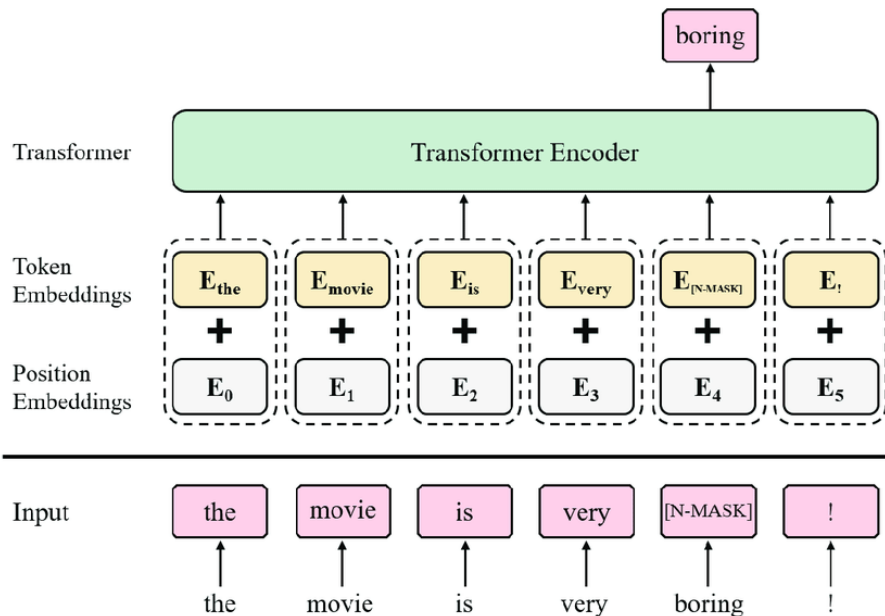 boring
Transformer Transformer Encoder
Token Embeddings E_the E_movie E_is E_very E_[N-MASK] E_!
+ + + + + +
Position Embeddings E_0 E_1 E_2 E_3 E_4 E_5
Input the movie is very [N-MASK] !
the movie is very boring !